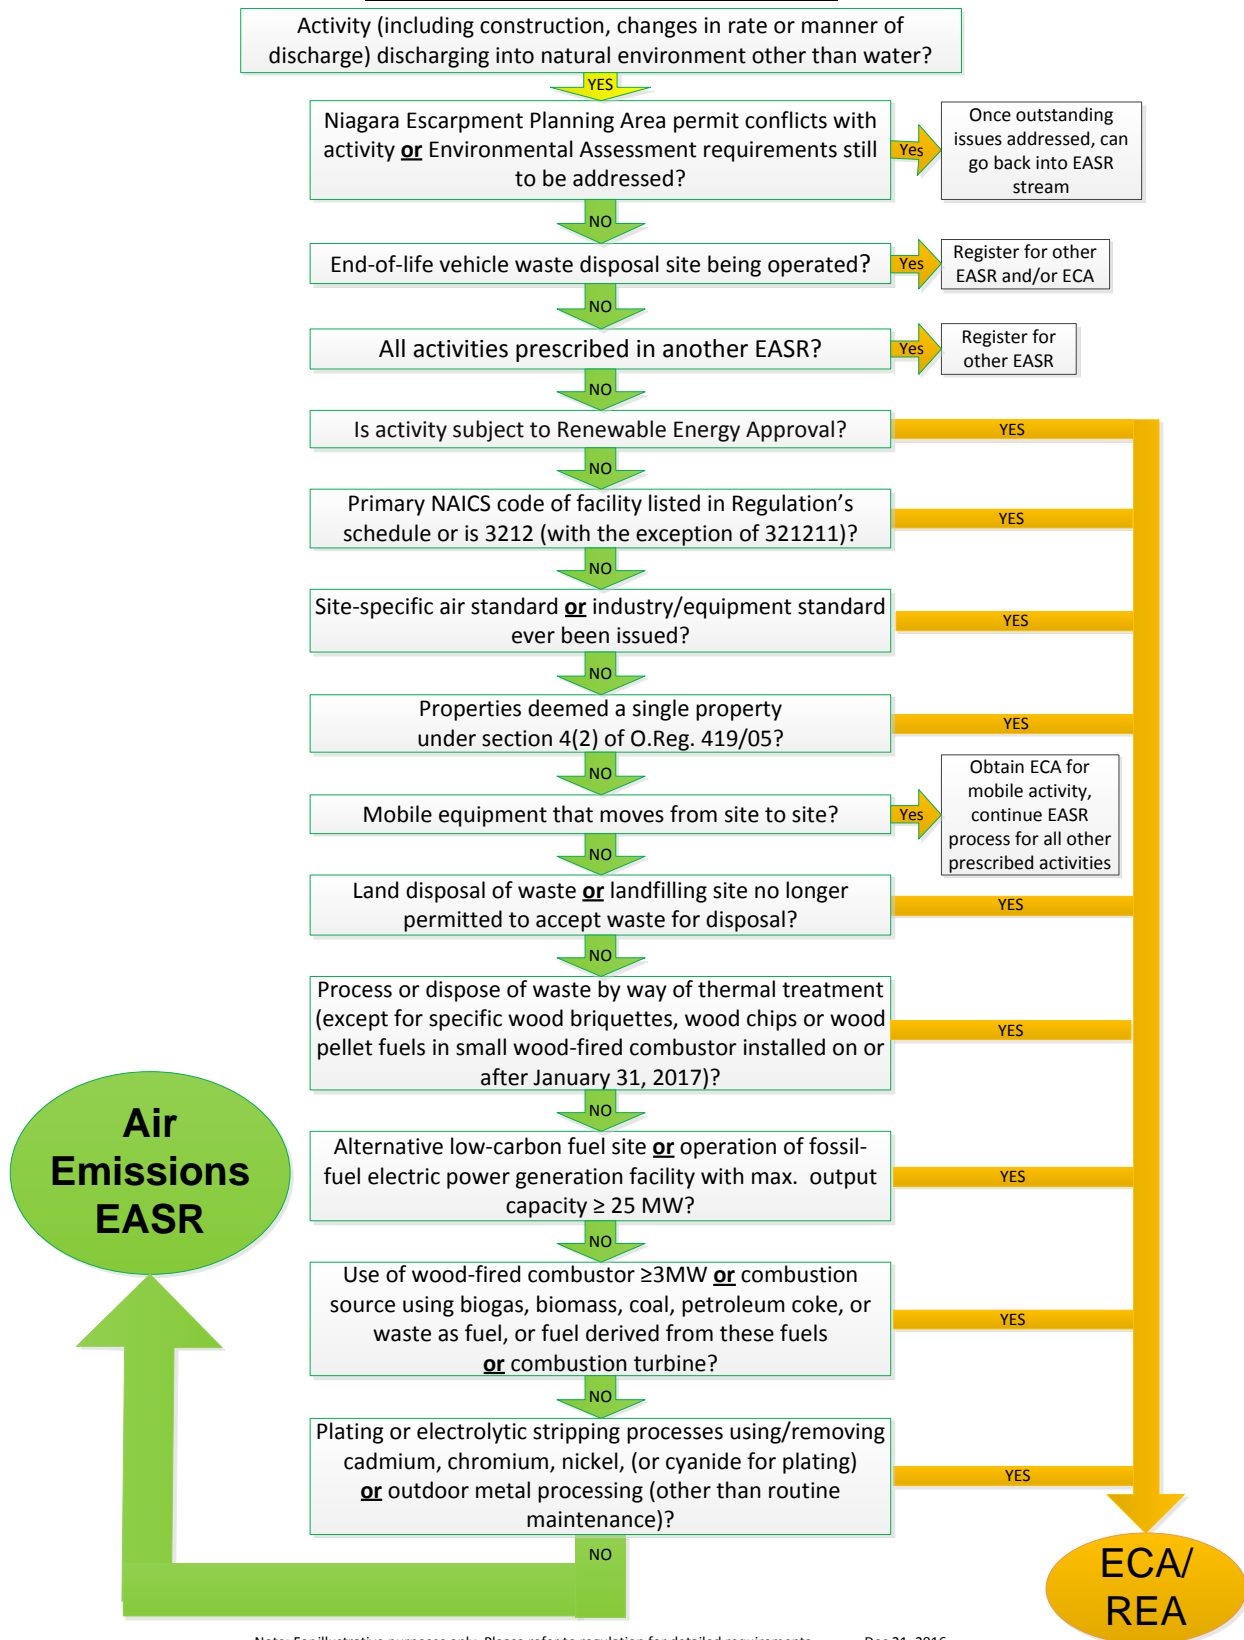 Activity (including construction, changes in rate or manner of
discharge) discharging into natural environment other than water?
YES
Niagara Escarpment Planning Area permit conflicts with
activity or Environmental Assessment requirements still
to be addressed?
Yes
Once outstanding
issues addressed, can
go back into EASR
stream
NO
End-of-life vehicle waste disposal site being operated?
Yes
Register for other
EASR and/or ECA
NO
All activities prescribed in another EASR?
Yes
Register for
other EASR
NO
Is activity subject to Renewable Energy Approval?
YES
NO
Primary NAICS code of facility listed in Regulation's
schedule or is 3212 (with the exception of 321211)?
YES
NO
Site-specific air standard or industry/equipment standard
ever been issued?
YES
NO
Properties deemed a single property
under section 4(2) of O.Reg. 419/05?
YES
NO
Mobile equipment that moves from site to site?
Yes
Obtain ECA for
mobile activity,
continue EASR
process for all other
prescribed activities
NO
Land disposal of waste or landfilling site no longer
permitted to accept waste for disposal?
YES
NO
Process or dispose of waste by way of thermal treatment
(except for specific wood briquettes, wood chips or wood
pellet fuels in small wood-fired combustor installed on or
after January 31, 2017)?
YES
NO
Alternative low-carbon fuel site or operation of fossil-
fuel electric power generation facility with max. output
capacity ≥ 25 MW?
YES
NO
Use of wood-fired combustor ≥3MW or combustion
source using biogas, biomass, coal, petroleum coke, or
waste as fuel, or fuel derived from these fuels
or combustion turbine?
YES
NO
Plating or electrolytic stripping processes using/removing
cadmium, chromium, nickel, (or cyanide for plating)
or outdoor metal processing (other than routine
maintenance)?
YES
NO
Air
Emissions
EASR
ECA/
REA
Note: For illustrative purposes only. Please refer to regulation for detailed requirements. Dec 21, 2016